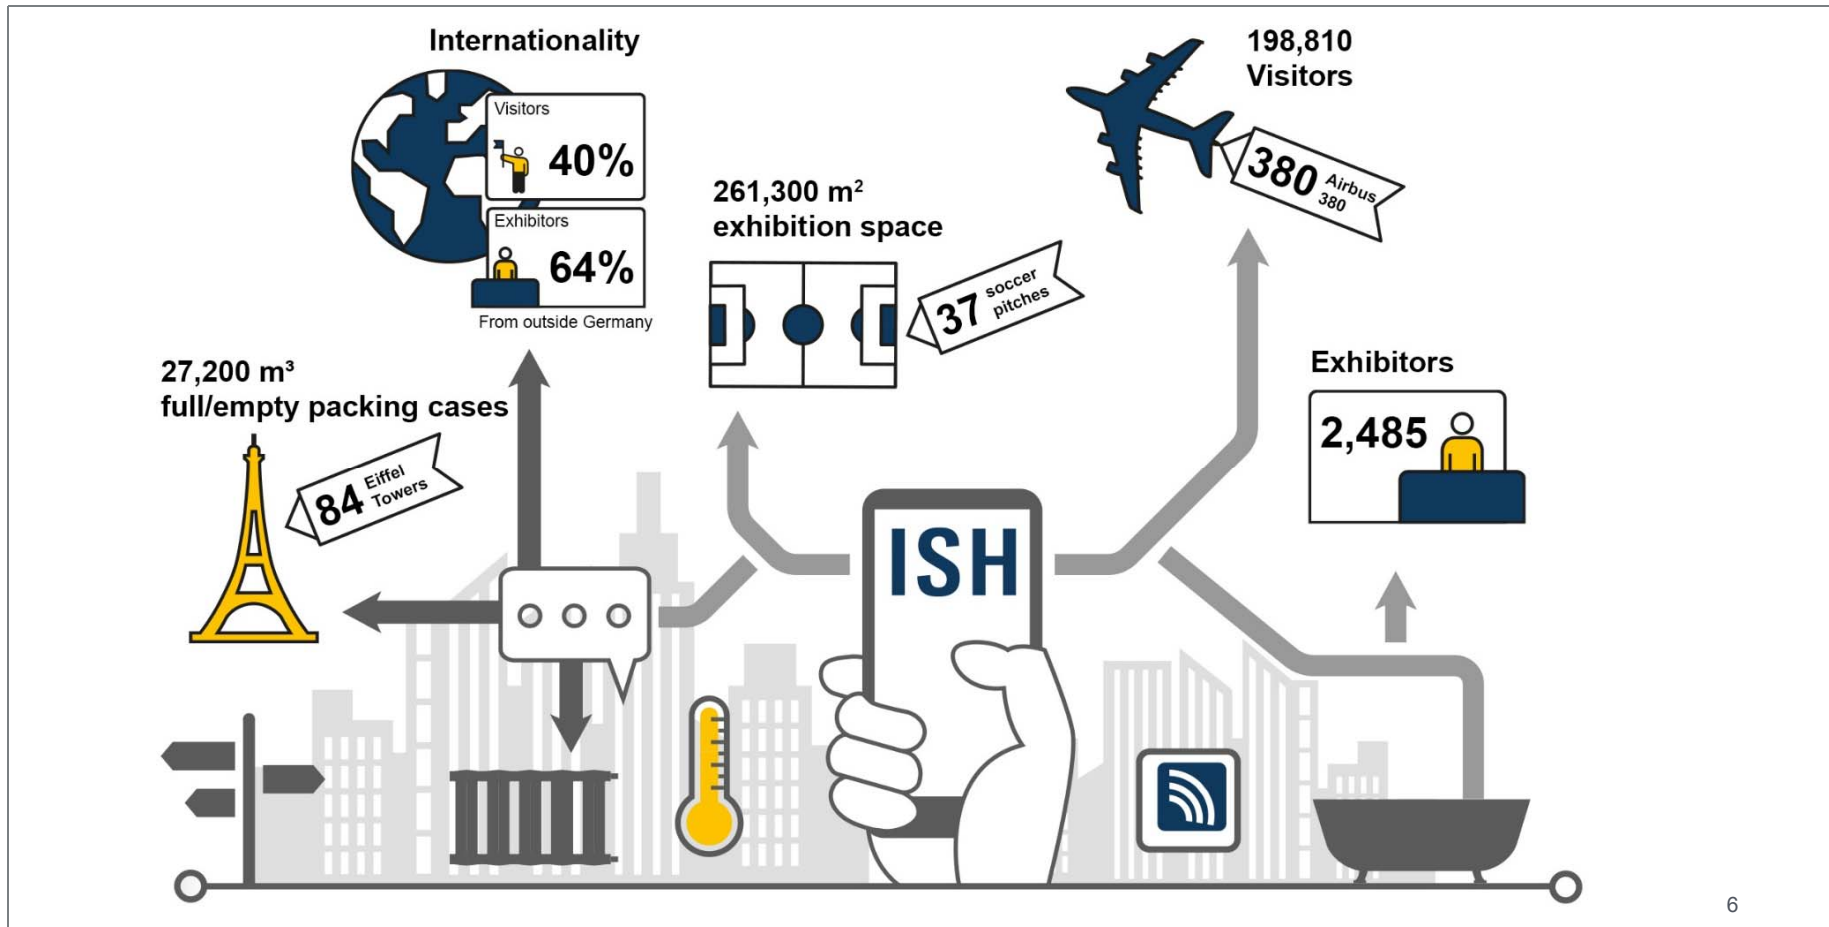 Internationality
Visitors
40%
Exhibitors
64%
From outside Germany
198,810
Visitors
380 Airbus
380
261,300 m²
exhibition space
37 soccer
pitches
27,200 m³
full/empty packing cases
84 Eiffel
Towers
Exhibitors
2,485
ISH
6